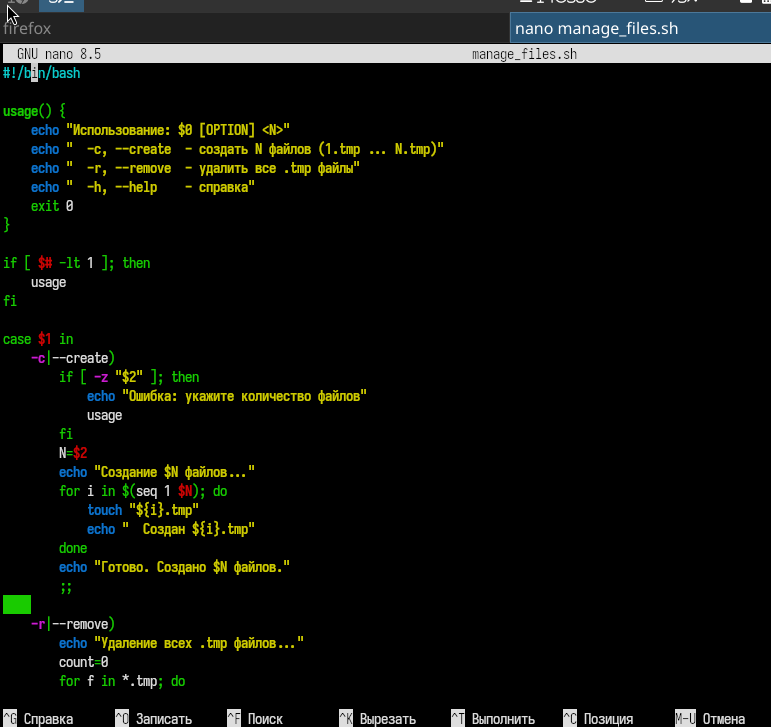 firefox
nano manage_files.sh
GNU nano 8.5 manage_files.sh
#!/bin/bash
usage() {
    echo "Использование: $0 [OPTION] <N>"
    echo "  -c, --create  - создать N файлов (1.tmp ... N.tmp)"
    echo "  -r, --remove  - удалить все .tmp файлы"
    echo "  -h, --help    - справка"
    exit 0
}
if [ $# -lt 1 ]; then
    usage
fi
case $1 in
    -c|--create)
        if [ -z "$2" ]; then
            echo "Ошибка: укажите количество файлов"
            usage
        fi
        N=$2
        echo "Создание $N файлов..."
        for i in $(seq 1 $N); do
            touch "${i}.tmp"
            echo "  Создан ${i}.tmp"
        done
        echo "Готово. Создано $N файлов."
        ;;
    -r|--remove)
        echo "Удаление всех .tmp файлов..."
        count=0
        for f in *.tmp; do
^G Справка ^O Записать ^F Поиск ^K Вырезать ^T Выполнить ^C Позиция M-U Отмена